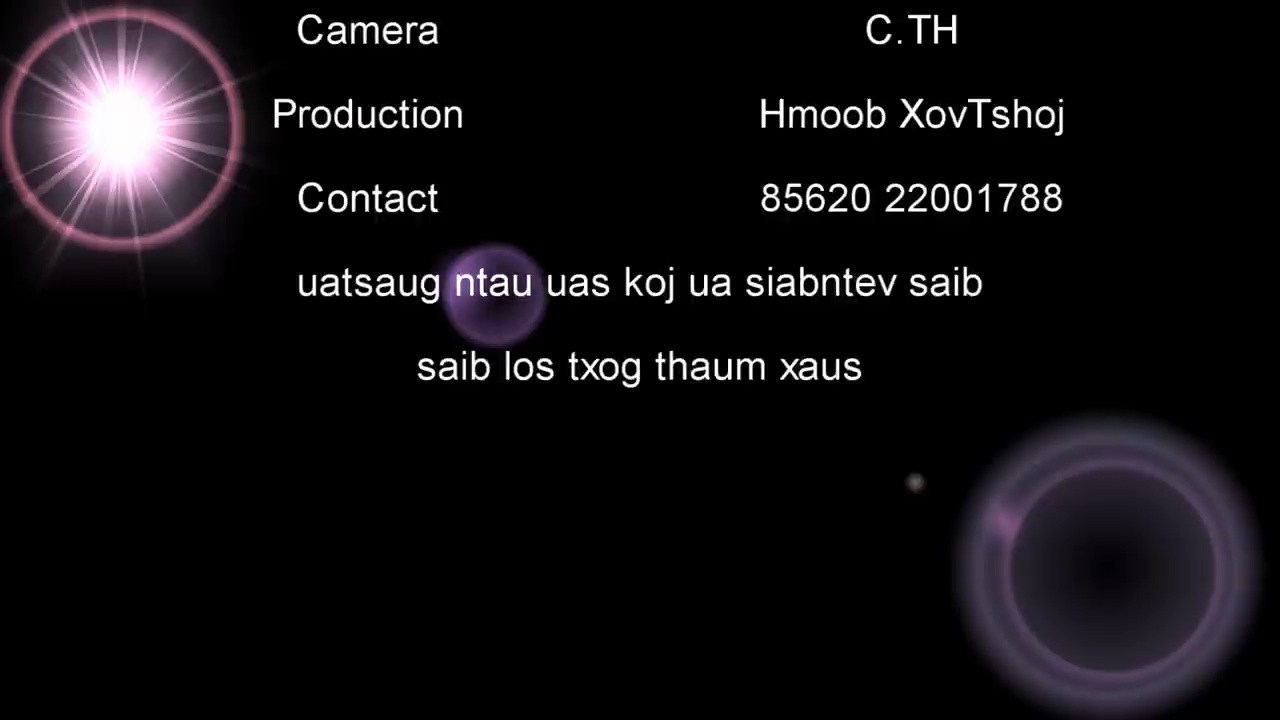 Camera C.TH
Production Hmoob XovTshoj
Contact 85620 22001788
uatsaug ntau uas koj ua siabntev saib
saib los txog thaum xaus